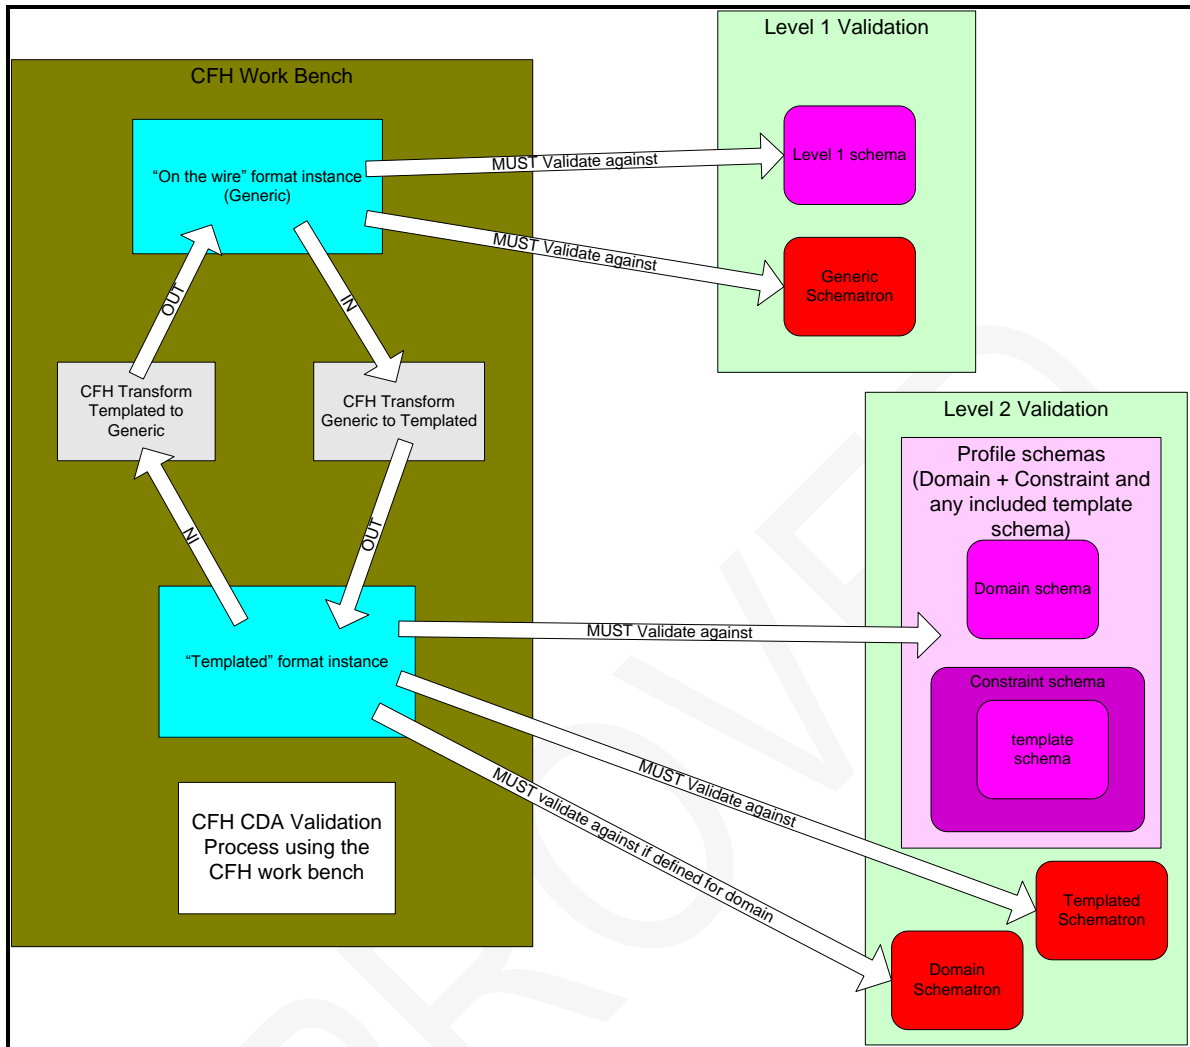 Level 1 Validation
CFH Work Bench
"On the wire" format instance
(Generic)
MUST Validate against
Level 1 schema
MUST Validate against
Generic
Schematron
OUT
IN
CFH Transform
Templated to
Generic
CFH Transform
Generic to Templated
IN
OUT
Level 2 Validation
Profile schemas
(Domain + Constraint and
any included template
schema)
Domain schema
MUST Validate against
"Templated" format instance
Constraint schema
template
schema
MUST Validate against
MUST validate against if defined for domain
CFH CDA Validation
Process using the
CFH work bench
Templated
Schematron
Domain
Schematron